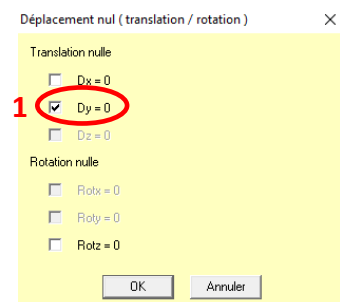 Déplacement nul ( translation / rotation )
Translation nulle
Dx = 0
1 Dy = 0
Dz = 0
Rotation nulle
Rotx = 0
Roty = 0
Rotz = 0
OK Annuler